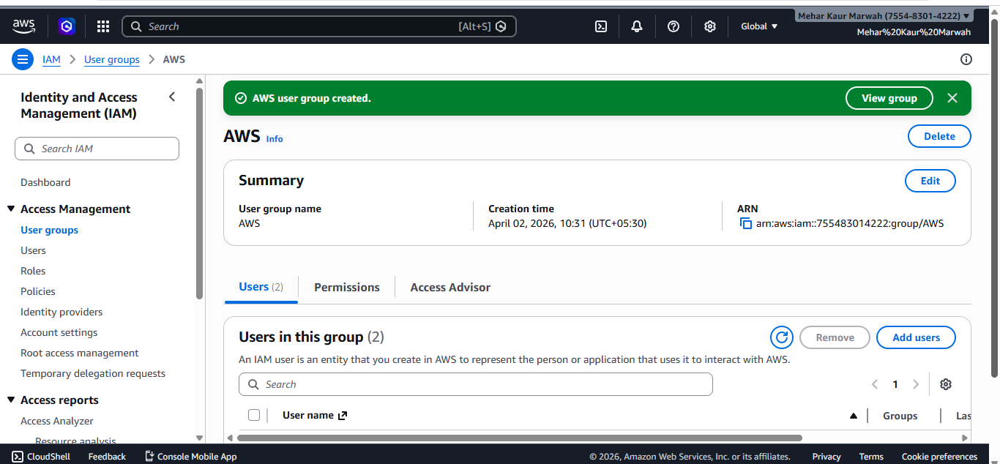 aws
Search
[Alt+S]
Global
Mehar Kaur Marwah (7554-8301-4222)
Mehar%20Kaur%20Marwah
IAM
User groups
AWS
Identity and Access
Management (IAM)
Search IAM
Dashboard
Access Management
User groups
Users
Roles
Policies
Identity providers
Account settings
Root access management
Temporary delegation requests
Access reports
Access Analyzer
Resource analysis
AWS user group created.
View group
AWS Info
Delete
Summary
Edit
User group name
AWS
Creation time
April 02, 2026, 10:31 (UTC+05:30)
ARN
arn:aws:iam::755483014222:group/AWS
Users (2)
Permissions
Access Advisor
Users in this group (2)
Remove
Add users
An IAM user is an entity that you create in AWS to represent the person or application that uses it to interact with AWS.
Search
1
User name
Groups
Las
CloudShell
Feedback
Console Mobile App
© 2026, Amazon Web Services, Inc. or its affiliates.
Privacy
Terms
Cookie preferences